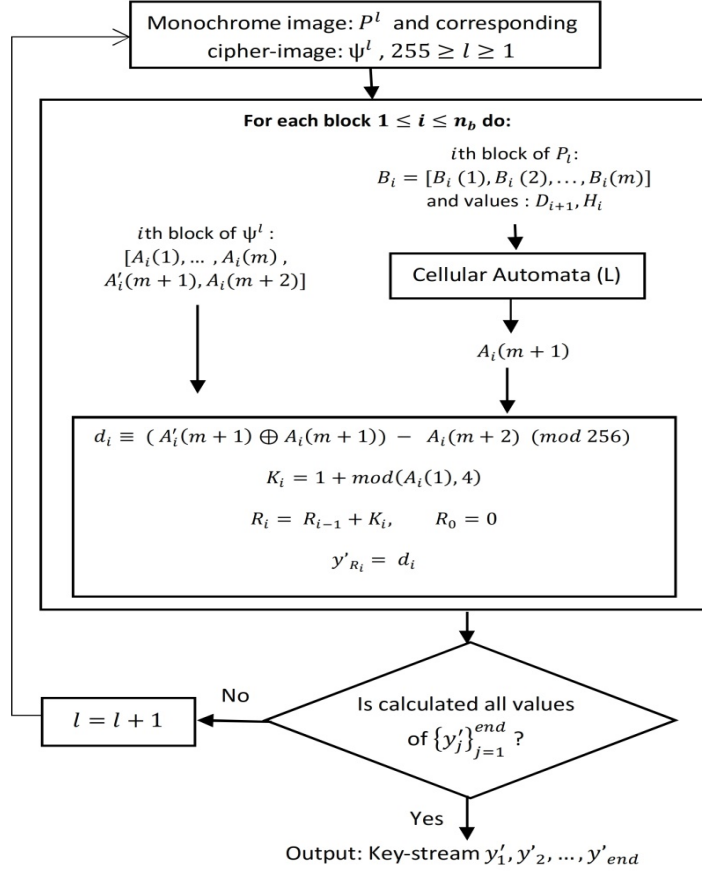 Monochrome image: P^l and corresponding
cipher-image: ψ^l , 255 ≥ l ≥ 1
For each block 1 ≤ i ≤ n_b do:
ith block of P_l:
B_i = [B_i (1), B_i (2), ..., B_i(m)]
and values : D_{i+1}, H_i
ith block of ψ^l :
[A_i(1), ... , A_i(m) ,
A'_i(m + 1), A_i(m + 2)]
Cellular Automata (L)
A_i(m + 1)
d_i ≡ ( A'_i(m + 1) ⊕ A_i(m + 1)) − A_i(m + 2) (mod 256)
K_i = 1 + mod(A_i(1), 4)
R_i = R_{i−1} + K_i, R_0 = 0
y'_{R_i} = d_i
Is calculated all values
of {y'_j}_{j=1}^{end} ?
No
l = l + 1
Yes
Output: Key-stream y'_1, y'_2, ..., y'_{end}